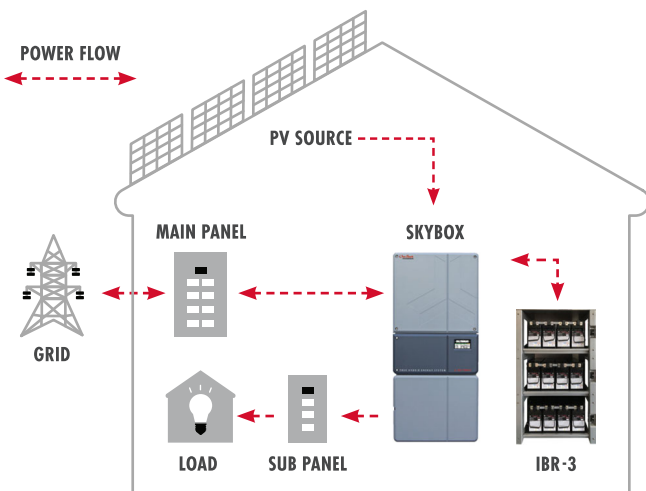 POWER FLOW
PV SOURCE
MAIN PANEL
SKYBOX
GRID
LOAD
SUB PANEL
IBR-3